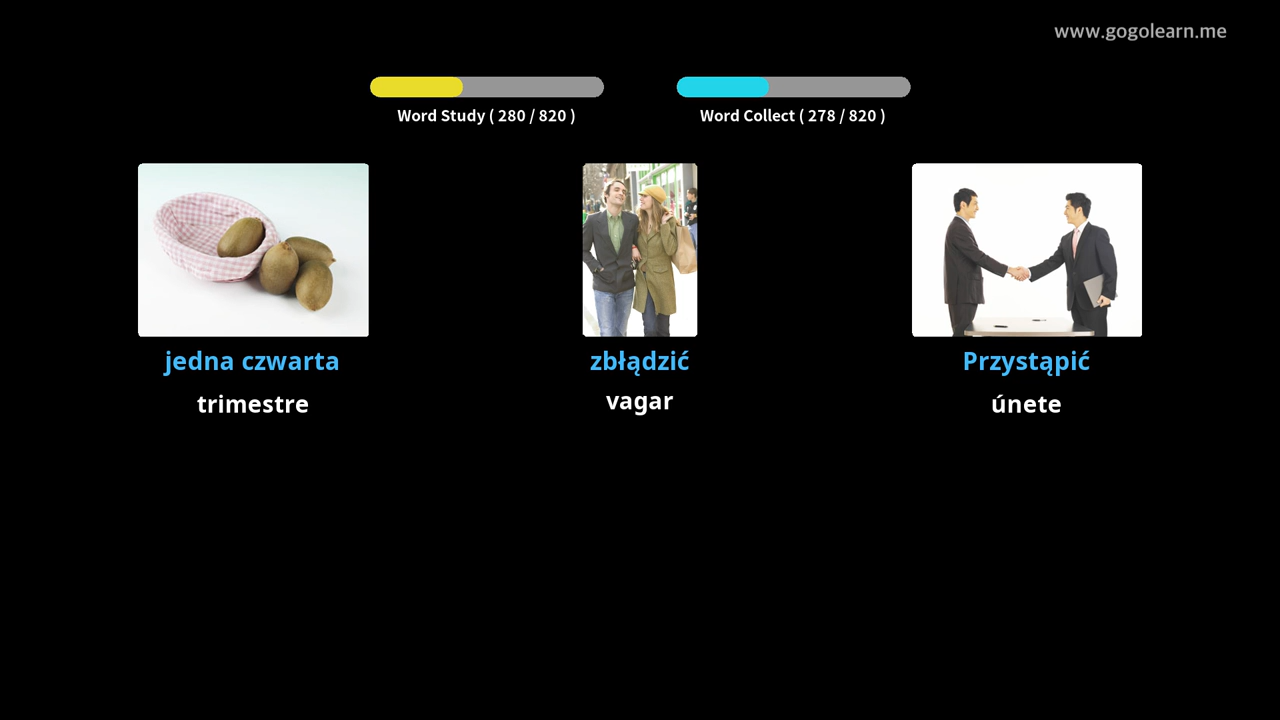 www.gogolearn.me
Word Study ( 280 / 820 )
Word Collect ( 278 / 820 )
jedna czwarta
trimestre
zbłądzić
vagar
Przystąpić
únete